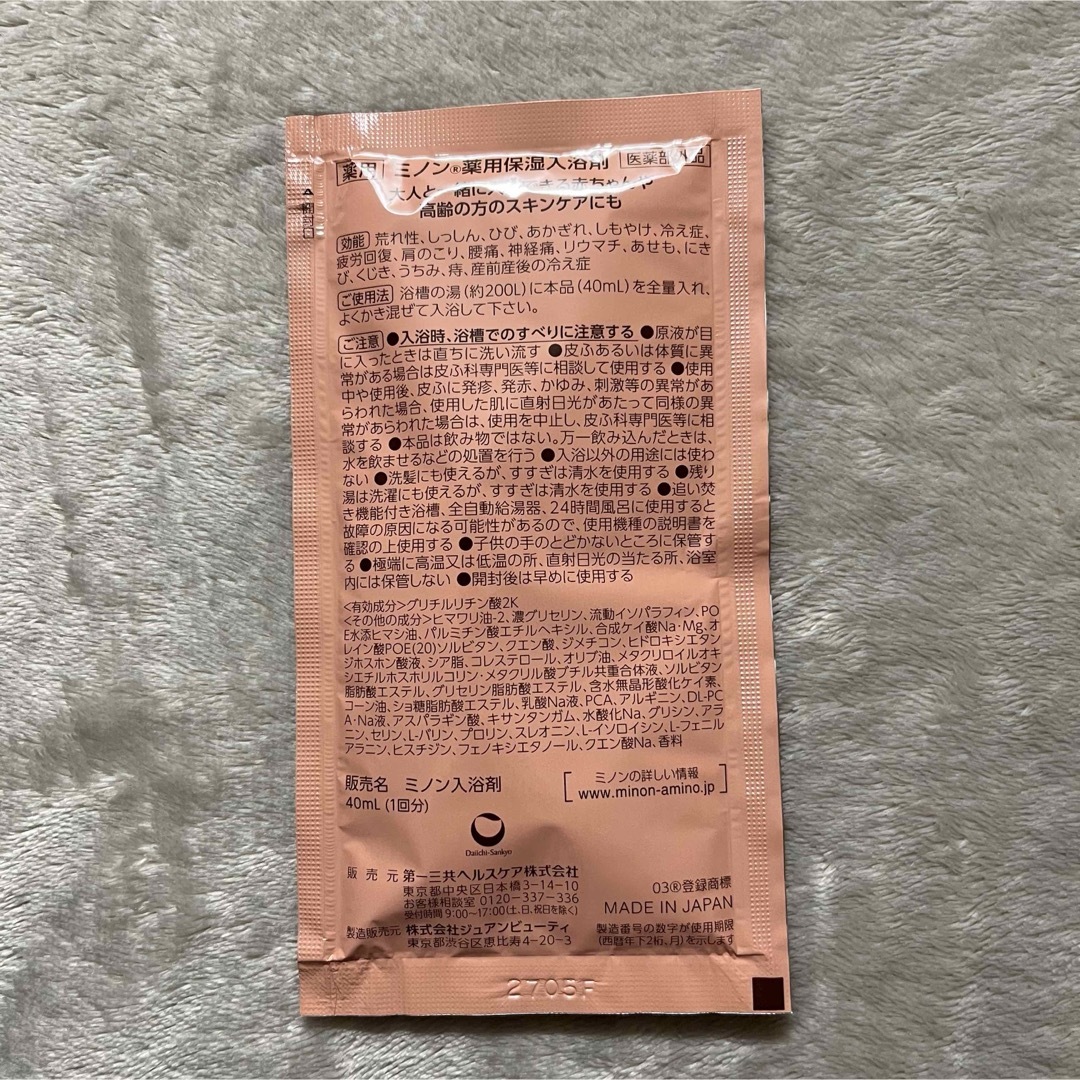 薬用 ミノン®薬用保湿入浴剤 医薬部外品
大人と一緒に入浴できる赤ちゃんや
高齢の方のスキンケアにも
効能 荒れ性、しっしん、ひび、あかぎれ、しもやけ、冷え症、
疲労回復、肩のこり、腰痛、神経痛、リウマチ、あせも、にき
び、くじき、うちみ、痔、産前産後の冷え症
ご使用法 浴槽の湯(約200L)に本品(40mL)を全量入れ、
よくかき混ぜて入浴して下さい。
ご注意 ●入浴時、浴槽でのすべりに注意する ●原液が目
に入ったときは直ちに洗い流す ●皮ふあるいは体質に異
常がある場合は皮ふ科専門医等に相談して使用する ●使用
中や使用後、皮ふに発疹、発赤、かゆみ、刺激等の異常があ
らわれた場合、使用した肌に直射日光があたって同様の異
常があらわれた場合は、使用を中止し、皮ふ科専門医等に相
談する ●本品は飲み物ではない。万一飲み込んだときは、
水を飲ませるなどの処置を行う ●入浴以外の用途には使わ
ない ●洗髪にも使えるが、すすぎは清水を使用する ●残り
湯は洗濯にも使えるが、すすぎは清水を使用する ●追い焚
き機能付き浴槽、全自動給湯器、24時間風呂に使用すると
故障の原因になる可能性があるので、使用機種の説明書を
確認の上使用する ●子供の手のとどかないところに保管す
る ●極端に高温又は低温の所、直射日光の当たる所、浴室
内には保管しない ●開封後は早めに使用する
<有効成分>グリチルリチン酸2K
<その他の成分>ヒマワリ油-2、濃グリセリン、流動イソパラフィン、PO
E水添ヒマシ油、パルミチン酸エチルヘキシル、合成ケイ酸Na・Mg、オ
レイン酸POE(20)ソルビタン、クエン酸、ジメチコン、ヒドロキシエタン
ジホスホン酸液、シア脂、コレステロール、オリブ油、メタクリロイルオキ
シエチルホスホリルコリン・メタクリル酸ブチル共重合体液、ソルビタン
脂肪酸エステル、グリセリン脂肪酸エステル、含水無晶形酸化ケイ素、
コーン油、ショ糖脂肪酸エステル、乳酸Na液、PCA、アルギニン、DL-PC
A・Na液、アスパラギン酸、キサンタンガム、水酸化Na、グリシン、アラ
ニン、セリン、L-バリン、プロリン、スレオニン、L-イソロイシン、L-フェニル
アラニン、ヒスチジン、フェノキシエタノール、クエン酸Na、香料
販売名 ミノン入浴剤
40mL (1回分)
ミノンの詳しい情報
www.minon-amino.jp
Daiichi-Sankyo
販売元 第一三共ヘルスケア株式会社
東京都中央区日本橋3-14-10
お客様相談室 0120-337-336
受付時間 9:00~17:00(土、日、祝日を除く)
製造販売元 株式会社ジュアンビューティ
東京都渋谷区恵比寿4-20-3
03®登録商標
MADE IN JAPAN
製造番号の数字が使用期限
(西暦年下2桁、月)を示します
2705F